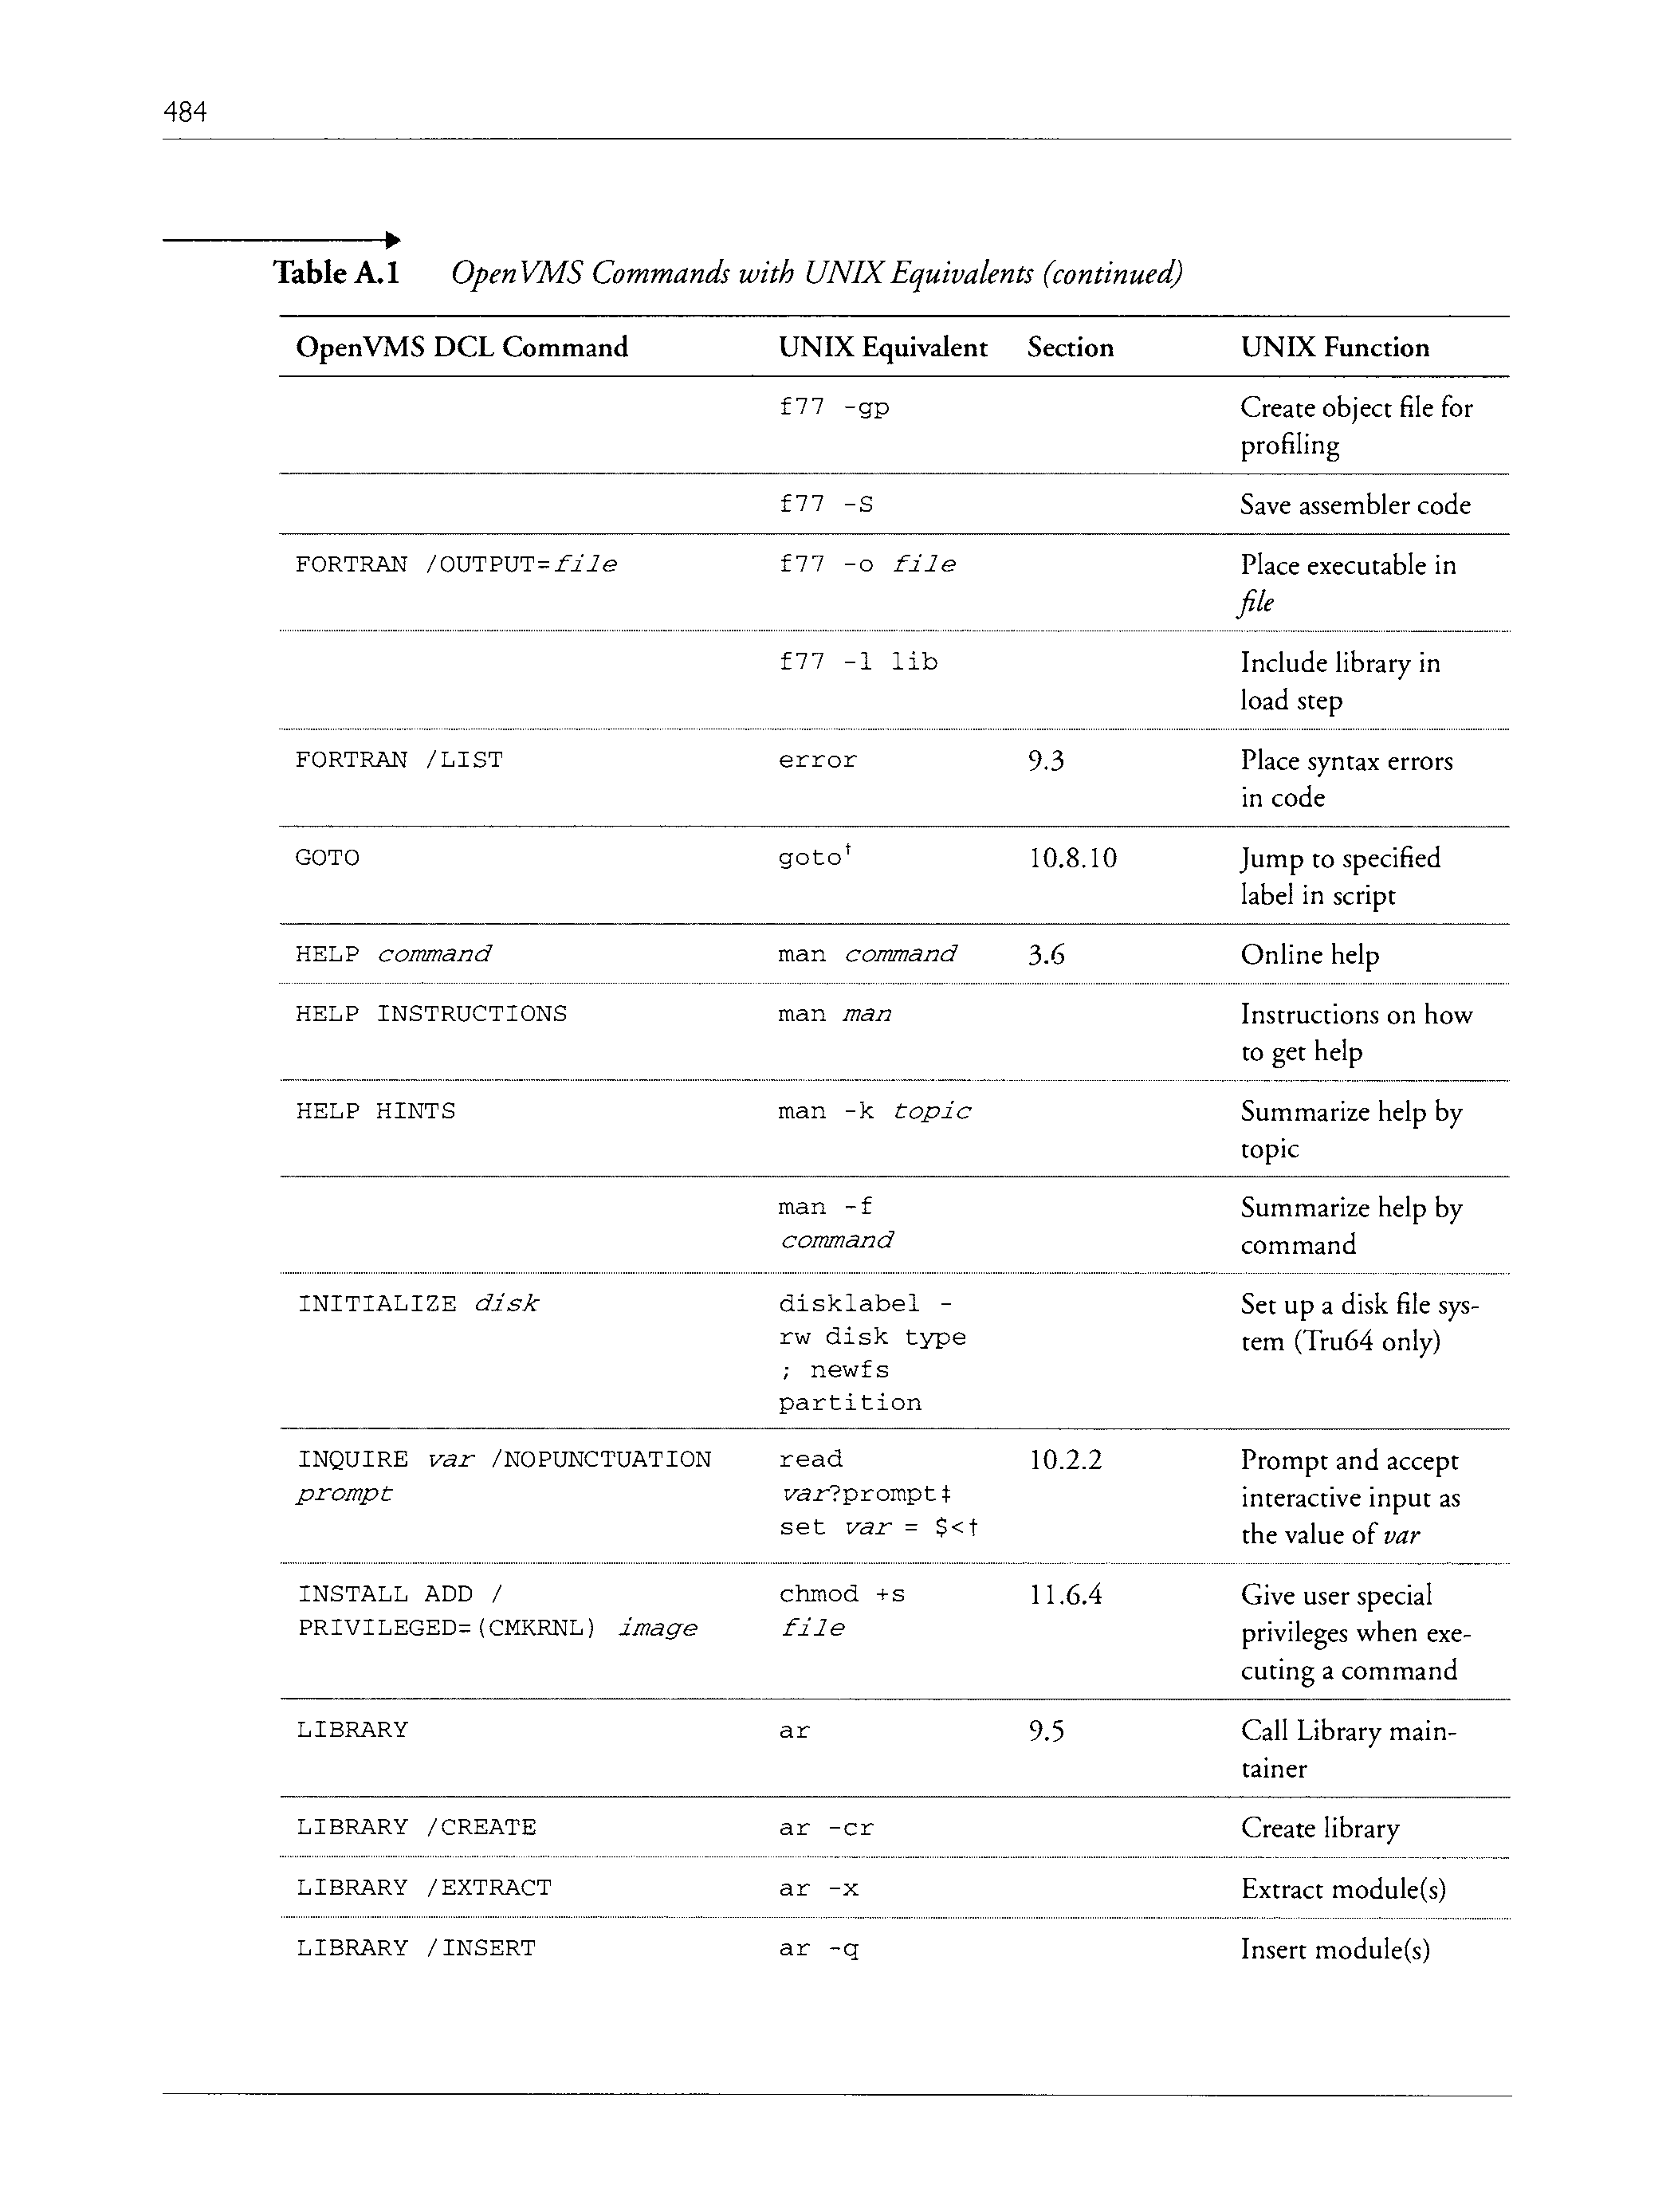 484
Table A.1 OpenVMS Commands with UNIX Equivalents (continued)
OpenVMS DCL Command UNIX Equivalent Section UNIX Function
f77 -gp Create object file for
profiling
f77 -S Save assembler code
FORTRAN /OUTPUT=file f77 -o file Place executable in
file
f77 -l lib Include library in
load step
FORTRAN /LIST error 9.3 Place syntax errors
in code
GOTO goto† 10.8.10 Jump to specified
label in script
HELP command man command 3.6 Online help
HELP INSTRUCTIONS man man Instructions on how
to get help
HELP HINTS man -k topic Summarize help by
topic
man -f Summarize help by
command command
INITIALIZE disk disklabel - Set up a disk file sys-
rw disk type tem (Tru64 only)
; newfs
partition
INQUIRE var /NOPUNCTUATION read 10.2.2 Prompt and accept
prompt var?prompt‡ interactive input as
set var = $<† the value of var
INSTALL ADD / chmod +s 11.6.4 Give user special
PRIVILEGED=(CMKRNL) image file privileges when exe-
cuting a command
LIBRARY ar 9.5 Call Library main-
tainer
LIBRARY /CREATE ar -cr Create library
LIBRARY /EXTRACT ar -x Extract module(s)
LIBRARY /INSERT ar -q Insert module(s)